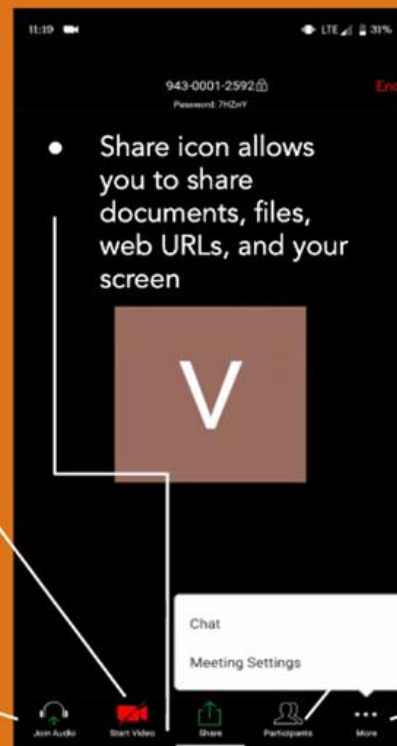 11:19
LTE 31%
943-0001-2592
End
Password: 7HZnY
Share icon allows
you to share
documents, files,
web URLs, and your
screen
V
Chat
Meeting Settings
Join Audio
Start Video
Share
Participants
More